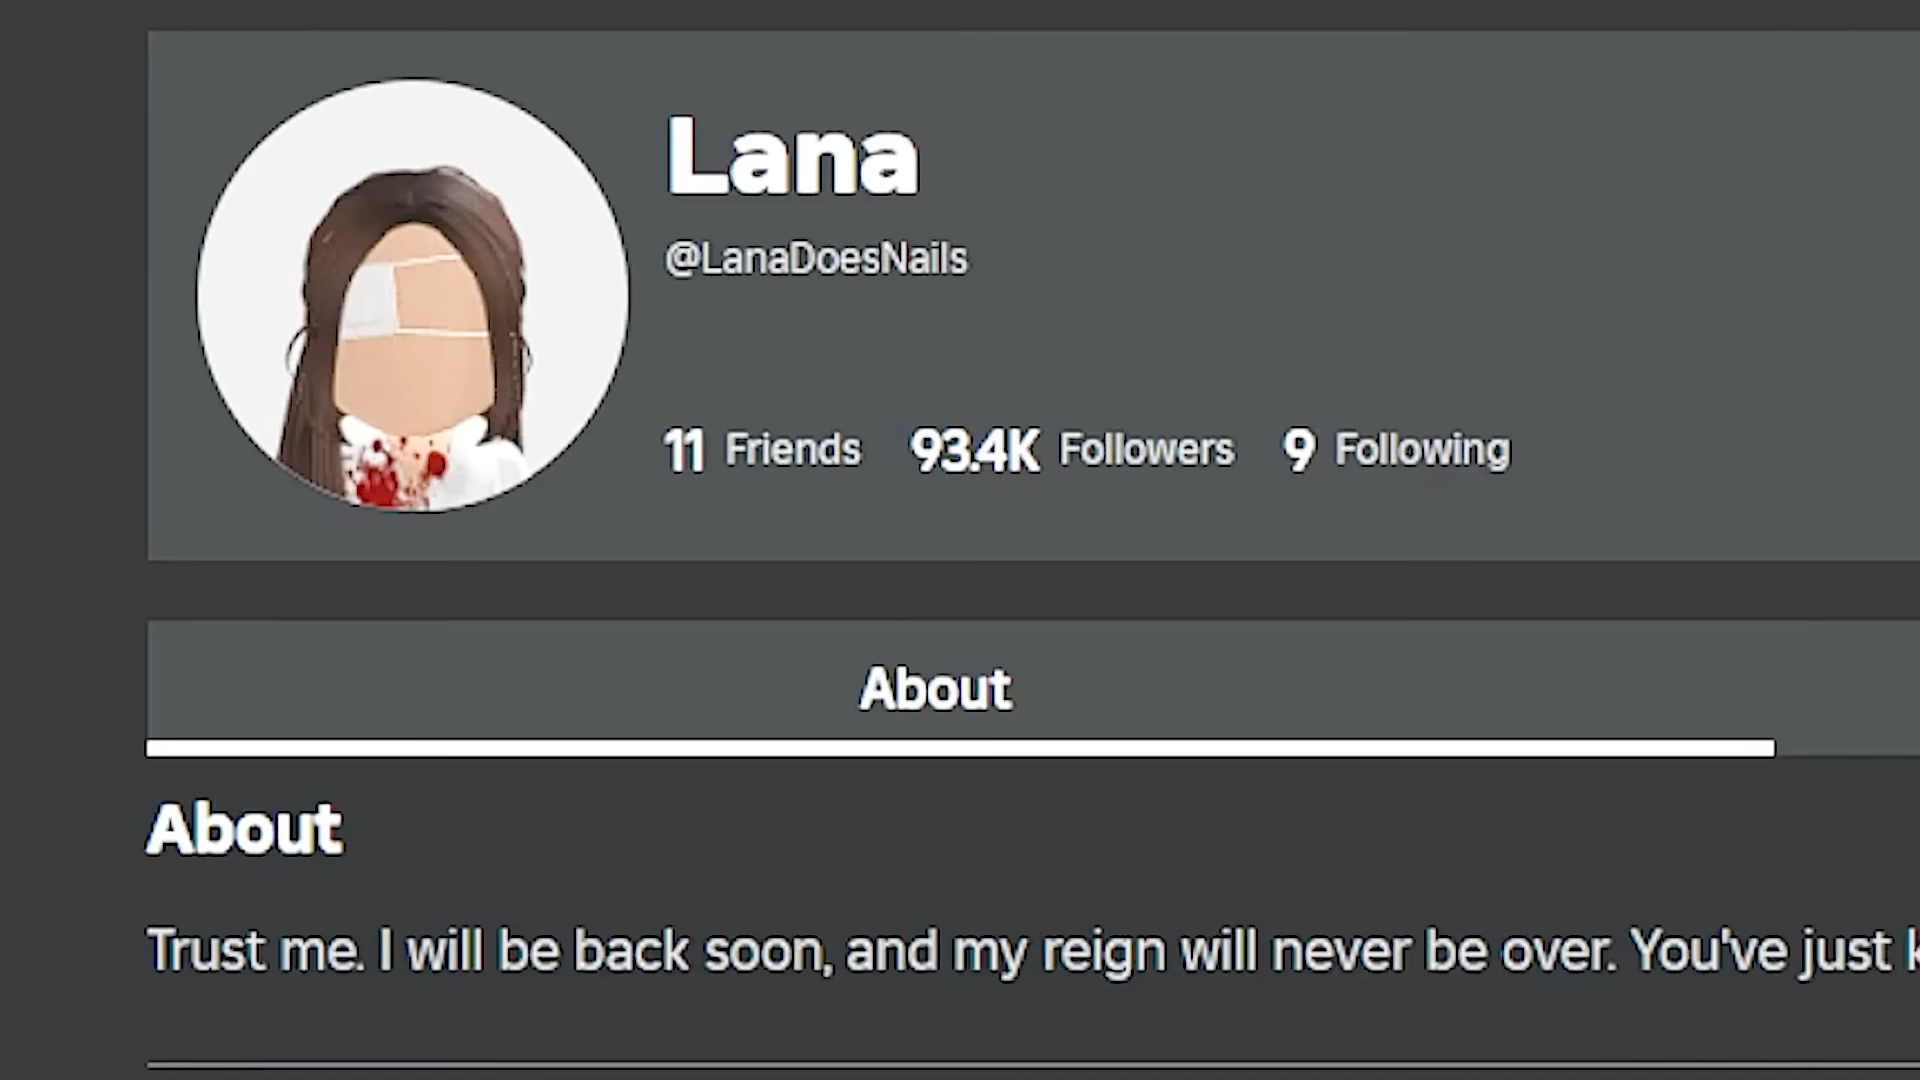 Lana
@LanaDoesNails
11 Friends 93.4K Followers 9 Following
About
About
Trust me. I will be back soon, and my reign will never be over. You've just